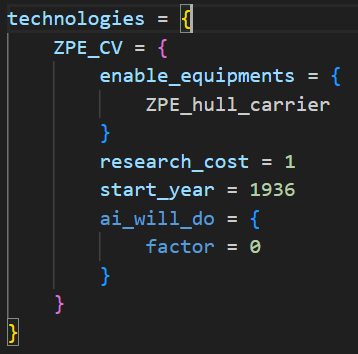 technologies = {
    ZPE_CV = {
        enable_equipments = {
            ZPE_hull_carrier
        }
        research_cost = 1
        start_year = 1936
        ai_will_do = {
            factor = 0
        }
    }
}